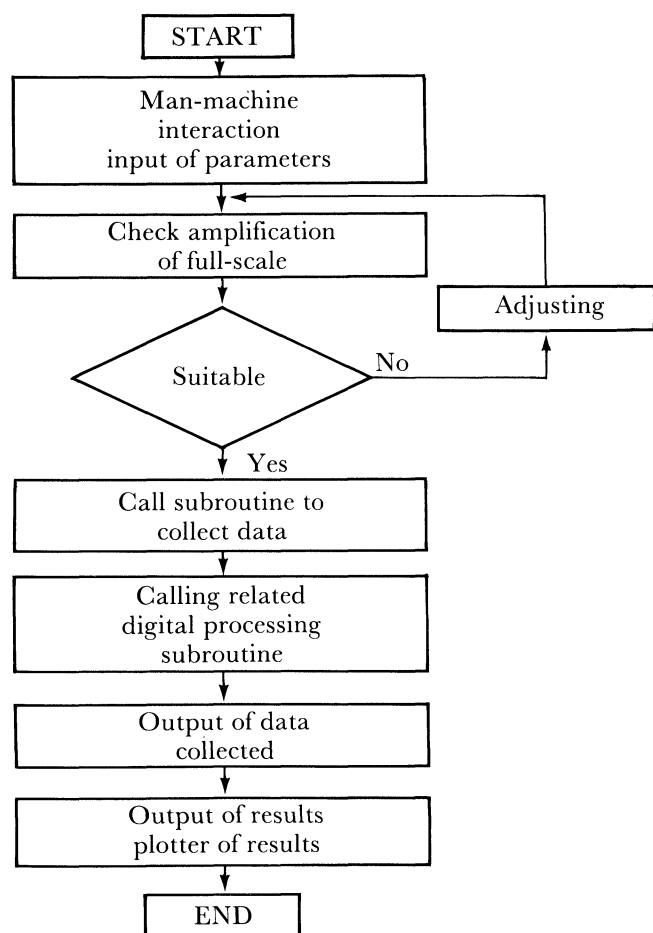 START
Man-machine
interaction
input of parameters
Check amplification
of full-scale
Adjusting
Suitable
No
Yes
Call subroutine to
collect data
Calling related
digital processing
subroutine
Output of data
collected
Output of results
plotter of results
END